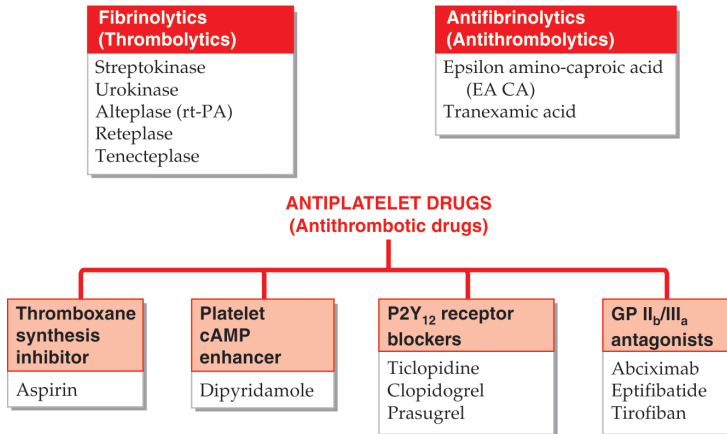 Fibrinolytics
(Thrombolytics)
Streptokinase
Urokinase
Alteplase (rt-PA)
Reteplase
Tenecteplase
Antifibrinolytics
(Antithrombolytics)
Epsilon amino-caproic acid
(EA CA)
Tranexamic acid
ANTIPLATELET DRUGS
(Antithrombotic drugs)
Thromboxane
synthesis
inhibitor
Aspirin
Platelet
cAMP
enhancer
Dipyridamole
P2Y₁₂ receptor
blockers
Ticlopidine
Clopidogrel
Prasugrel
GP II_b/III_a
antagonists
Abciximab
Eptifibatide
Tirofiban